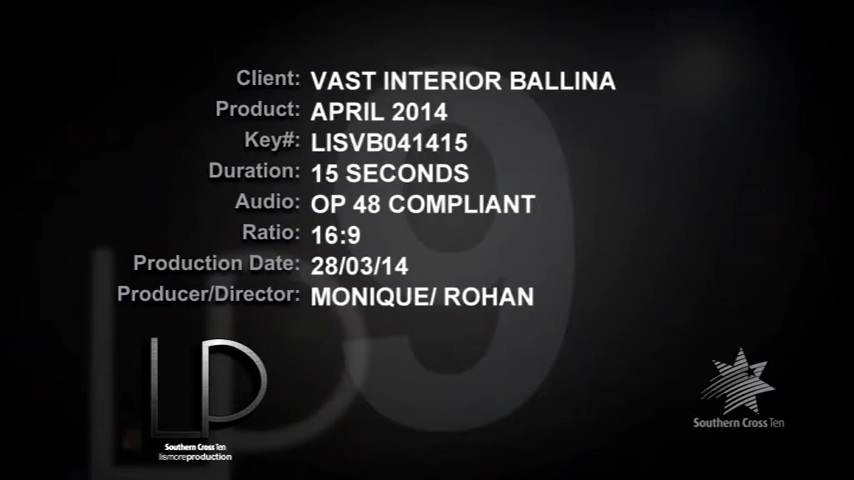 Client: VAST INTERIOR BALLINA
Product: APRIL 2014
Key#: LISVB041415
Duration: 15 SECONDS
Audio: OP 48 COMPLIANT
Ratio: 16:9
Production Date: 28/03/14
Producer/Director: MONIQUE/ ROHAN
9
LP
Southern Cross Ten
lismoreproduction
Southern Cross Ten